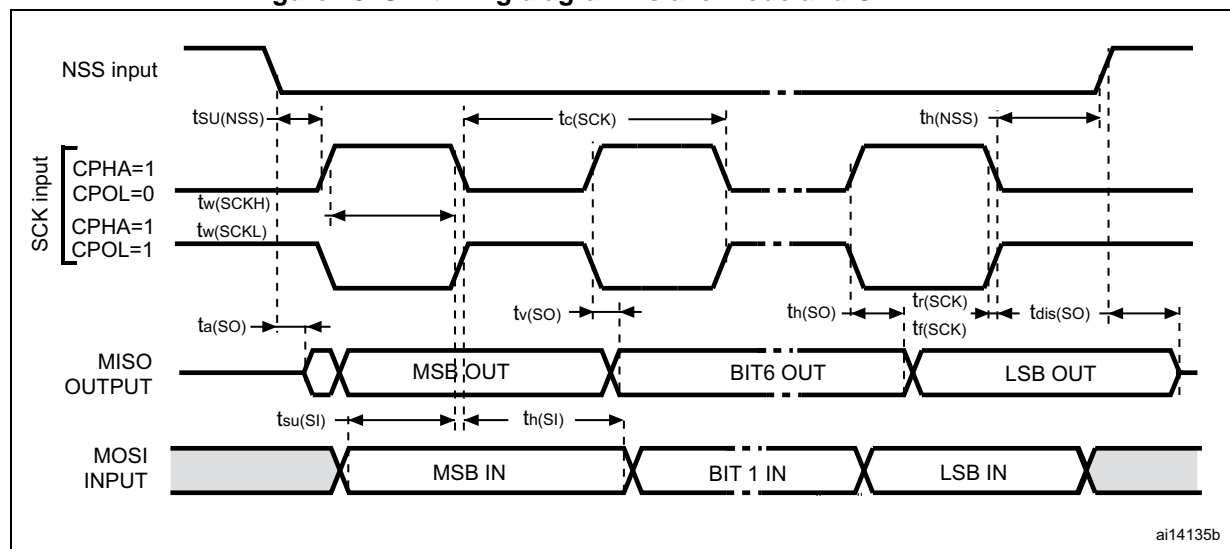 NSS input
tSU(NSS)
tc(SCK)
th(NSS)
SCK input
CPHA=1
CPOL=0
tw(SCKH)
CPHA=1
tw(SCKL)
CPOL=1
ta(SO)
tv(SO)
th(SO)
tr(SCK)
tf(SCK)
tdis(SO)
MISO
OUTPUT
MSB OUT
BIT6 OUT
LSB OUT
tsu(SI)
th(SI)
MOSI
INPUT
MSB IN
BIT 1 IN
LSB IN
ai14135b